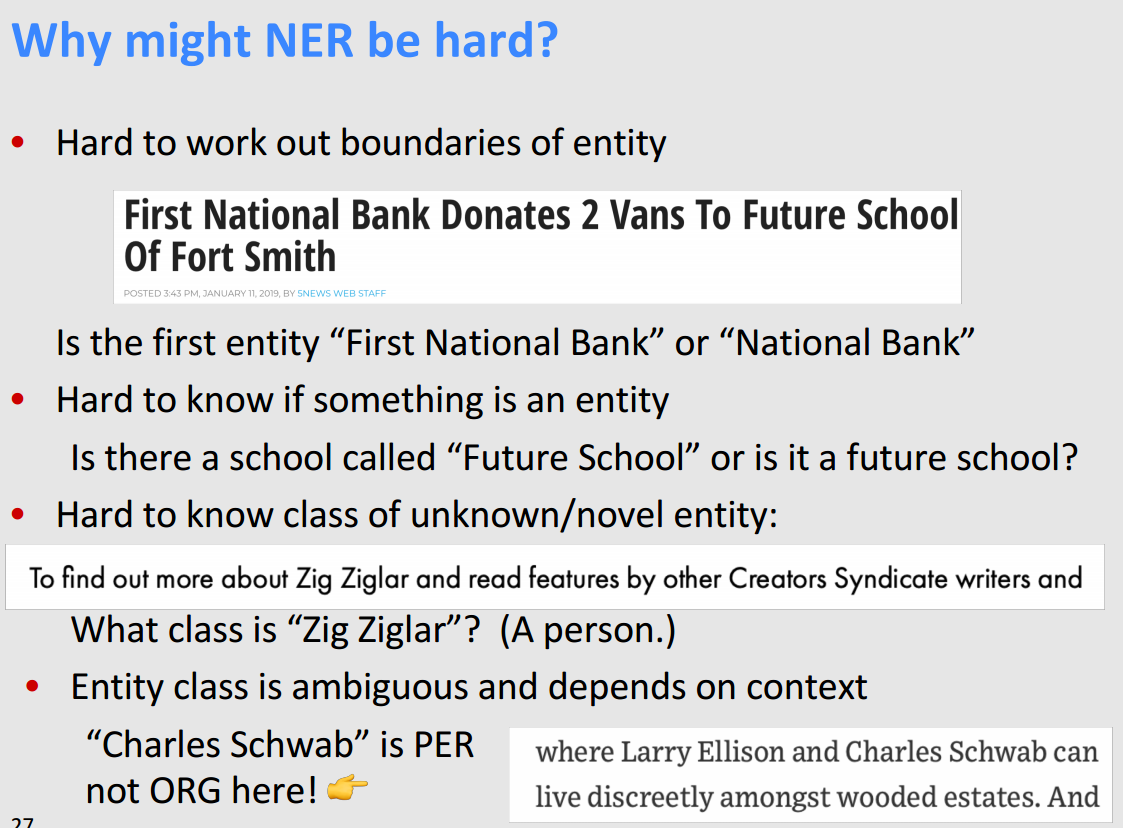 Why might NER be hard?
• Hard to work out boundaries of entity
First National Bank Donates 2 Vans To Future School
Of Fort Smith
POSTED 3:43 PM, JANUARY 11, 2019, BY 5NEWS WEB STAFF
Is the first entity “First National Bank” or “National Bank”
• Hard to know if something is an entity
Is there a school called “Future School” or is it a future school?
• Hard to know class of unknown/novel entity:
To find out more about Zig Ziglar and read features by other Creators Syndicate writers and
What class is “Zig Ziglar”? (A person.)
• Entity class is ambiguous and depends on context
“Charles Schwab” is PER
not ORG here! 👉
where Larry Ellison and Charles Schwab can
live discreetly amongst wooded estates. And
27